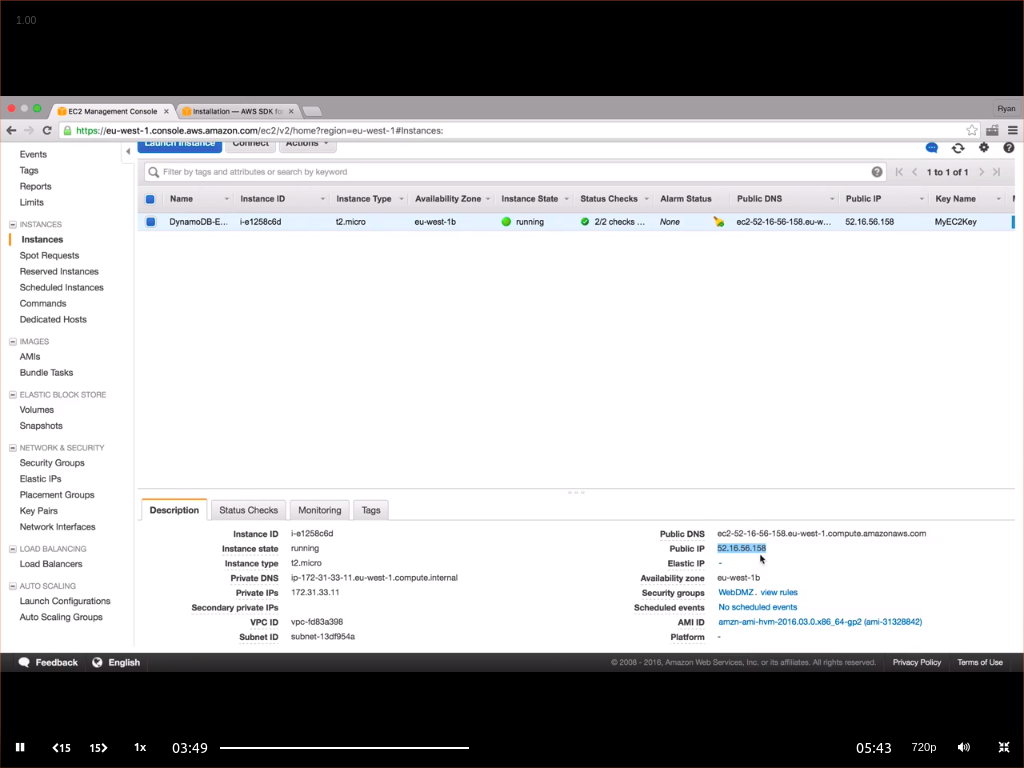 1.00
EC2 Management Console
Installation — AWS SDK fo
Ryan
https://eu-west-1.console.aws.amazon.com/ec2/v2/home?region=eu-west-1#Instances:
Launch Instance Connect Actions
Filter by tags and attributes or search by keyword
1 to 1 of 1
Name Instance ID Instance Type Availability Zone Instance State Status Checks Alarm Status Public DNS Public IP Key Name
DynamoDB-E... i-e1258c6d t2.micro eu-west-1b running 2/2 checks ... None ec2-52-16-56-158.eu-w... 52.16.56.158 MyEC2Key
Events
Tags
Reports
Limits
INSTANCES
Instances
Spot Requests
Reserved Instances
Scheduled Instances
Commands
Dedicated Hosts
IMAGES
AMIs
Bundle Tasks
ELASTIC BLOCK STORE
Volumes
Snapshots
NETWORK & SECURITY
Security Groups
Elastic IPs
Placement Groups
Key Pairs
Network Interfaces
LOAD BALANCING
Load Balancers
AUTO SCALING
Launch Configurations
Auto Scaling Groups
Description Status Checks Monitoring Tags
Instance ID i-e1258c6d
Instance state running
Instance type t2.micro
Private DNS ip-172-31-33-11.eu-west-1.compute.internal
Private IPs 172.31.33.11
Secondary private IPs
VPC ID vpc-fd83a398
Subnet ID subnet-13df954a
Public DNS ec2-52-16-56-158.eu-west-1.compute.amazonaws.com
Public IP 52.16.56.158
Elastic IP -
Availability zone eu-west-1b
Security groups WebDMZ. view rules
Scheduled events No scheduled events
AMI ID amzn-ami-hvm-2016.03.0.x86_64-gp2 (ami-31328842)
Platform -
Feedback English
© 2008 - 2016, Amazon Web Services, Inc. or its affiliates. All rights reserved. Privacy Policy Terms of Use
15 15 1x 03:49 05:43 720p